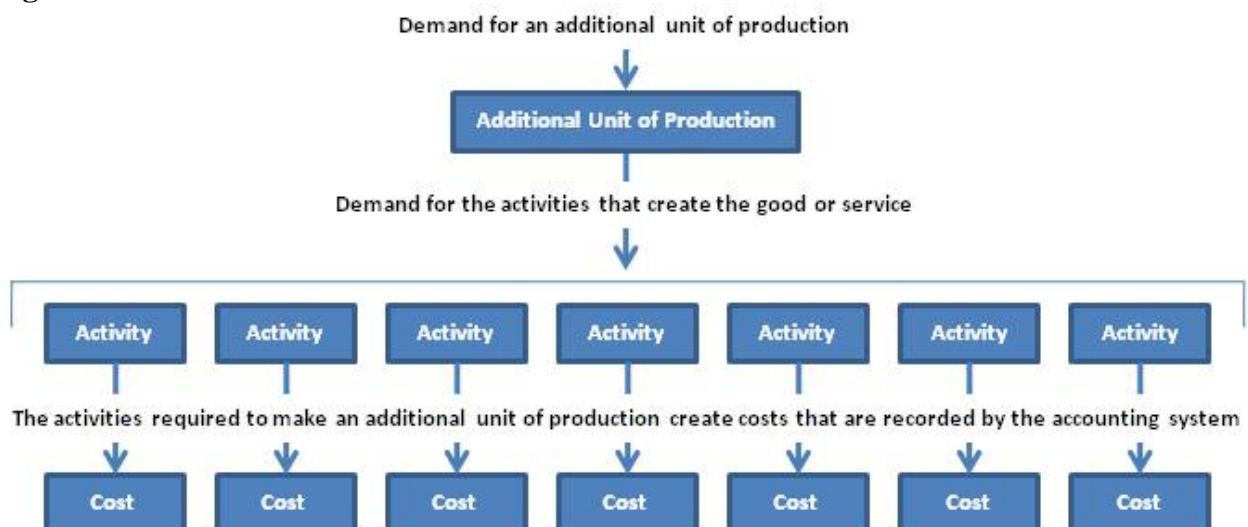 Demand for an additional unit of production
Additional Unit of Production
Demand for the activities that create the good or service
Activity Activity Activity Activity Activity Activity Activity
The activities required to make an additional unit of production create costs that are recorded by the accounting system
Cost Cost Cost Cost Cost Cost Cost